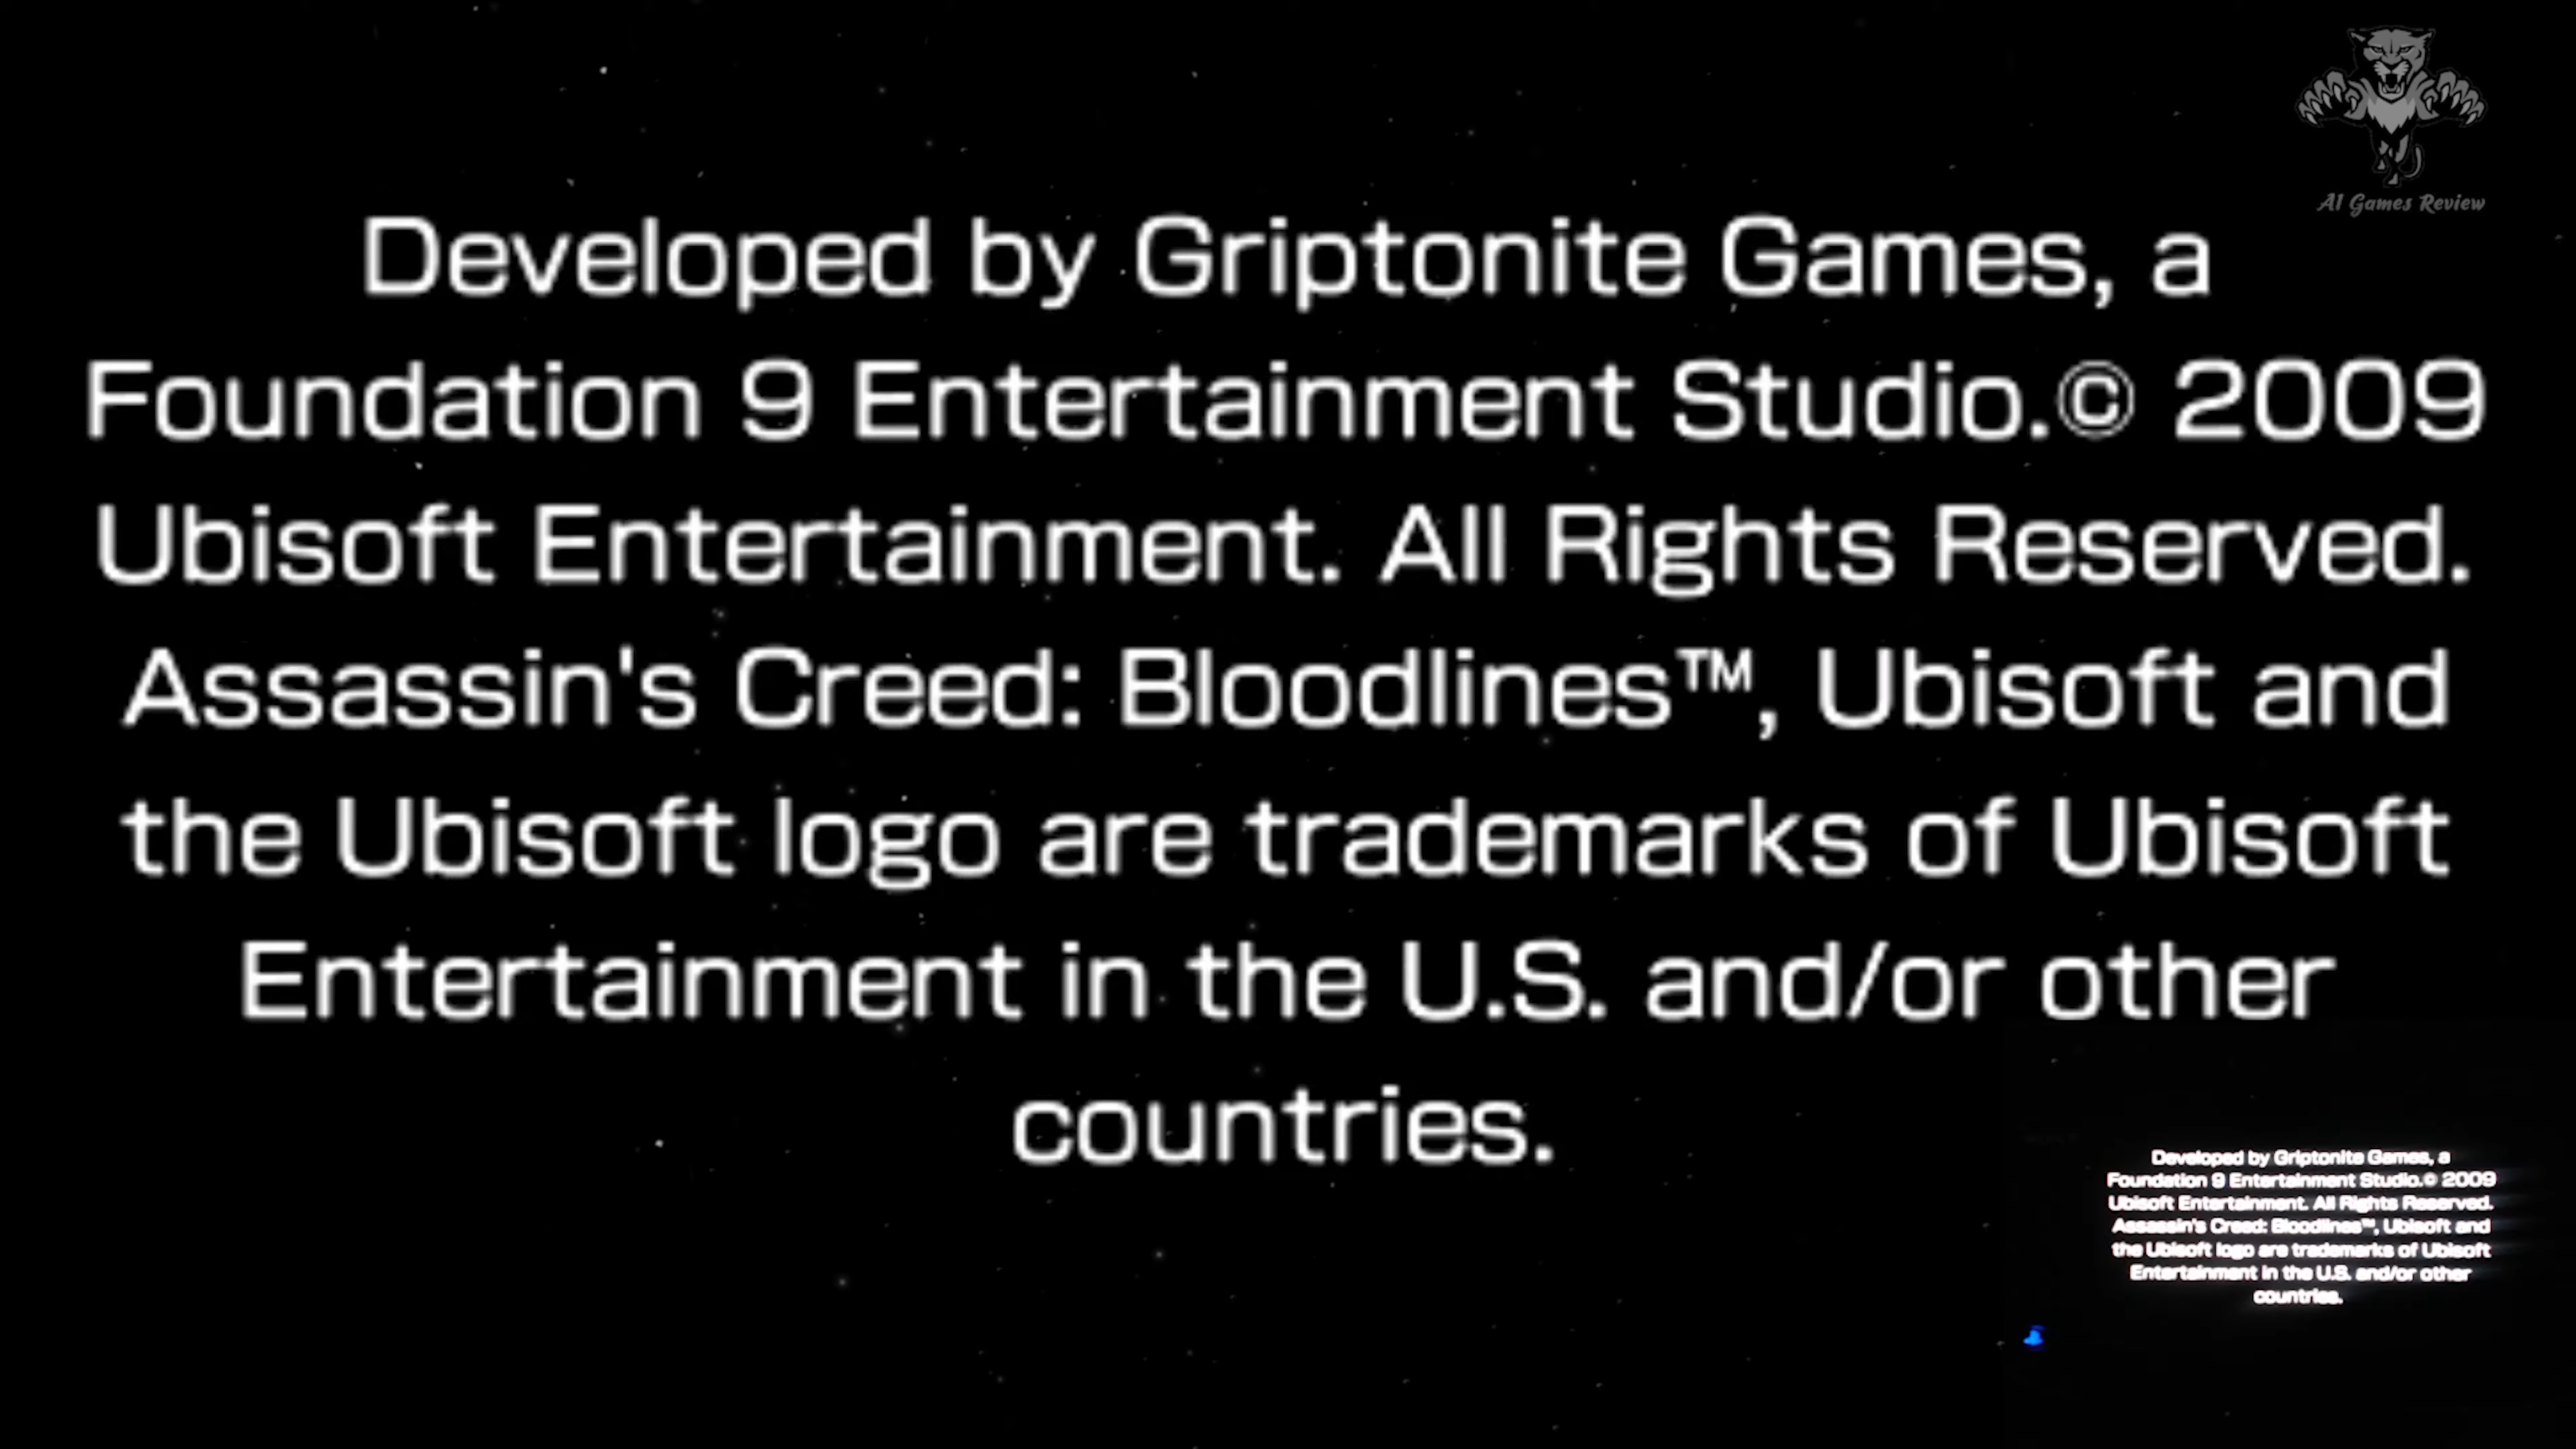 A1 Games Review
Developed by Griptonite Games, a
Foundation 9 Entertainment Studio.© 2009
Ubisoft Entertainment. All Rights Reserved.
Assassin's Creed: Bloodlines™, Ubisoft and
the Ubisoft logo are trademarks of Ubisoft
Entertainment in the U.S. and/or other
countries.
Developed by Griptonite Games, a
Foundation 9 Entertainment Studio.© 2009
Ubisoft Entertainment. All Rights Reserved.
Assassin's Creed: Bloodlines™, Ubisoft and
the Ubisoft logo are trademarks of Ubisoft
Entertainment in the U.S. and/or other
countries.